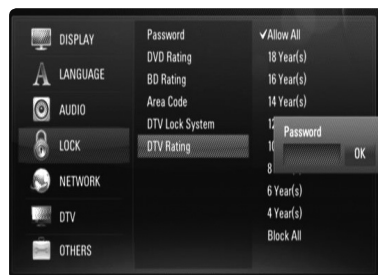 DISPLAY
LANGUAGE
AUDIO
LOCK
NETWORK
DTV
OTHERS
Password
DVD Rating
BD Rating
Area Code
DTV Lock System
DTV Rating
✓Allow All
18 Year(s)
16 Year(s)
14 Year(s)
12
10
8
6 Year(s)
4 Year(s)
Block All
Password
OK